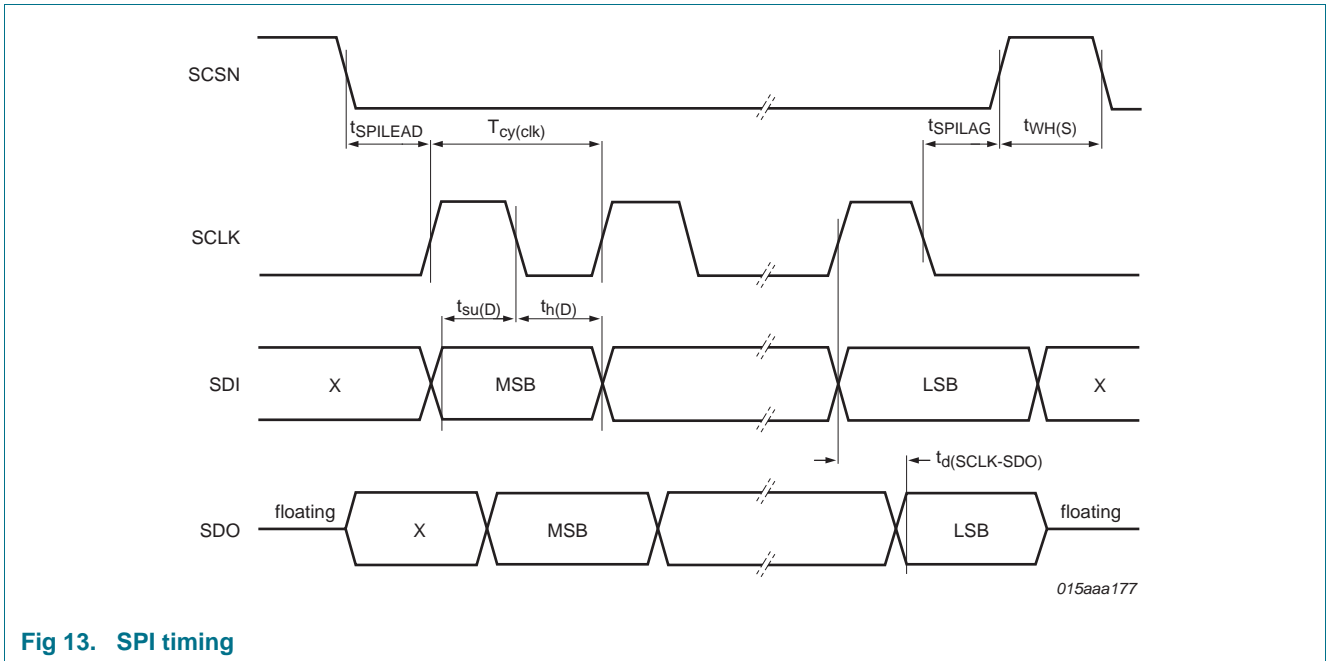 SCSN
tSPILEAD
Tcy(clk)
tSPILAG
tWH(S)
SCLK
tsu(D)
th(D)
SDI
X
MSB
LSB
X
td(SCLK-SDO)
SDO
floating
X
MSB
LSB
floating
015aaa177
Fig 13. SPI timing